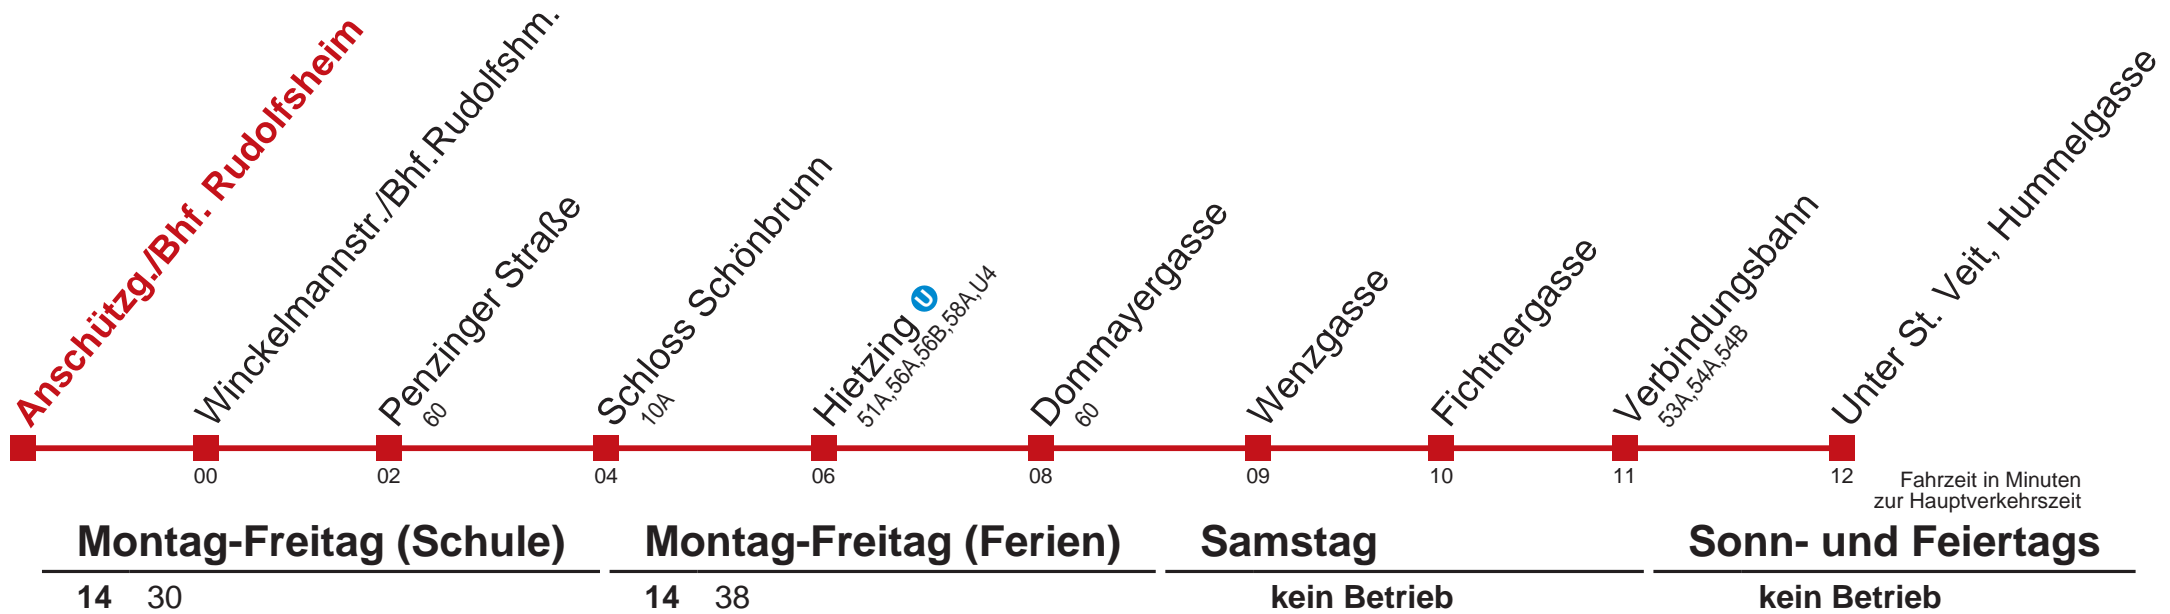 Anschützg./Bhf. Rudolfsheim
Winckelmannstr./Bhf.Rudolfshm.
Penzinger Straße
60
Schloss Schönbrunn
10A
Hietzing U
51A,56A,56B,58A,U4
Dommayergasse
60
Wenzgasse
Fichtnergasse
Verbindungsbahn
53A,54A,54B
Unter St. Veit, Hummelgasse
00 02 04 06 08 09 10 11 12
Fahrzeit in Minuten
zur Hauptverkehrszeit
Montag-Freitag (Schule) Montag-Freitag (Ferien) Samstag Sonn- und Feiertags
14 30 14 38 kein Betrieb kein Betrieb